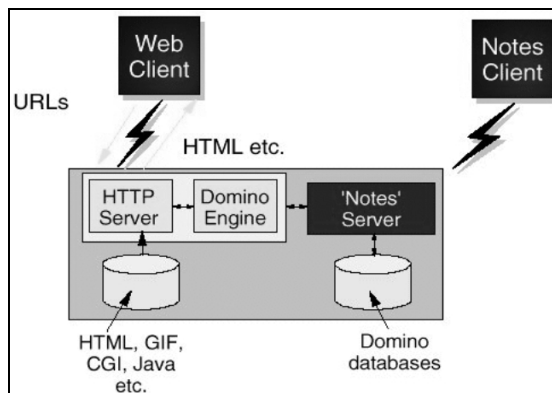 Web
Client
Notes
Client
URLs
HTML etc.
HTTP
Server
Domino
Engine
'Notes'
Server
HTML, GIF,
CGI, Java
etc.
Domino
databases